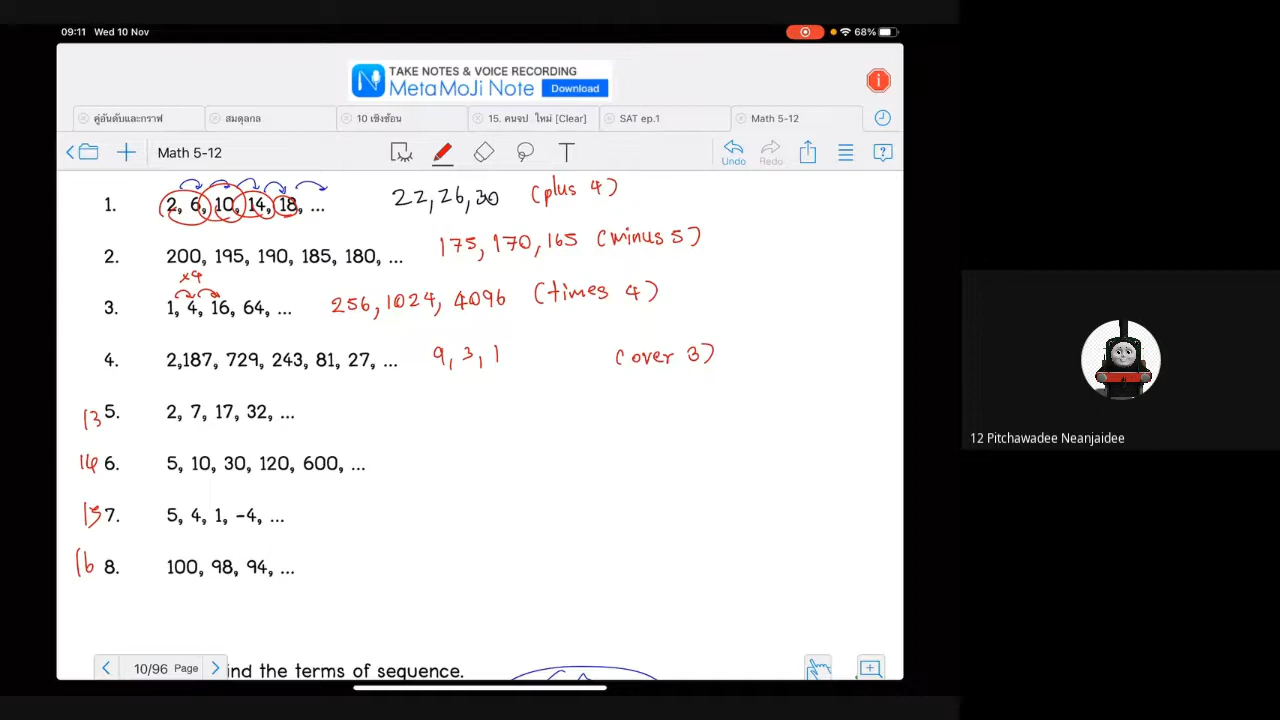 09:11 Wed 10 Nov 68%
TAKE NOTES & VOICE RECORDING
MetaMoJi Note Download
คู่อันดับและกราฟ สมดุลกล 10 เชิงซ้อน 15. คนจป ใหม่ [Clear] SAT ep.1 Math 5-12
Math 5-12 T Undo Redo
1. 2, 6, 10, 14, 18, ... 22, 26, 30 (plus 4)
2. 200, 195, 190, 185, 180, ... 175, 170, 165 (minus 5)
×4
3. 1, 4, 16, 64, ... 256, 1024, 4096 (times 4)
4. 2,187, 729, 243, 81, 27, ... 9, 3, 1 (over 3)
13 5. 2, 7, 17, 32, ...
14 6. 5, 10, 30, 120, 600, ...
15 7. 5, 4, 1, -4, ...
16 8. 100, 98, 94, ...
10/96 Page ind the terms of sequence.
12 Pitchawadee Neanjaidee